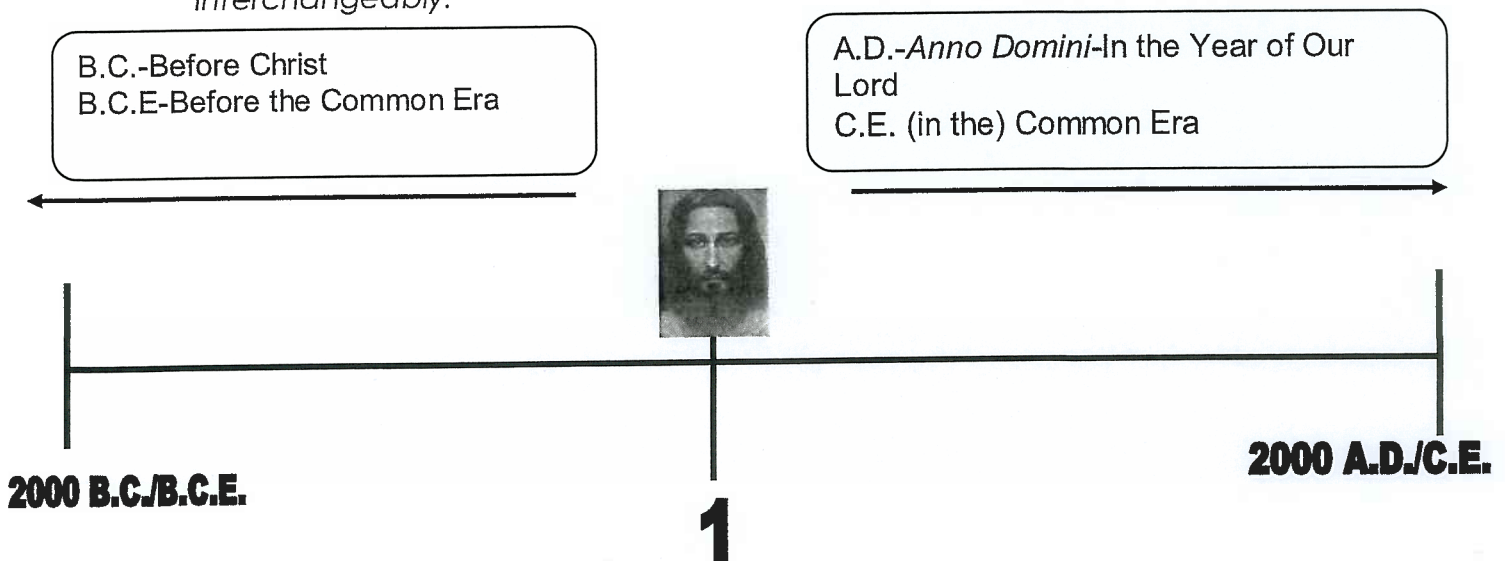 interchangeably.
B.C.-Before Christ
B.C.E-Before the Common Era
A.D.-Anno Domini-In the Year of Our
Lord
C.E. (in the) Common Era
2000 B.C./B.C.E.
1
2000 A.D./C.E.